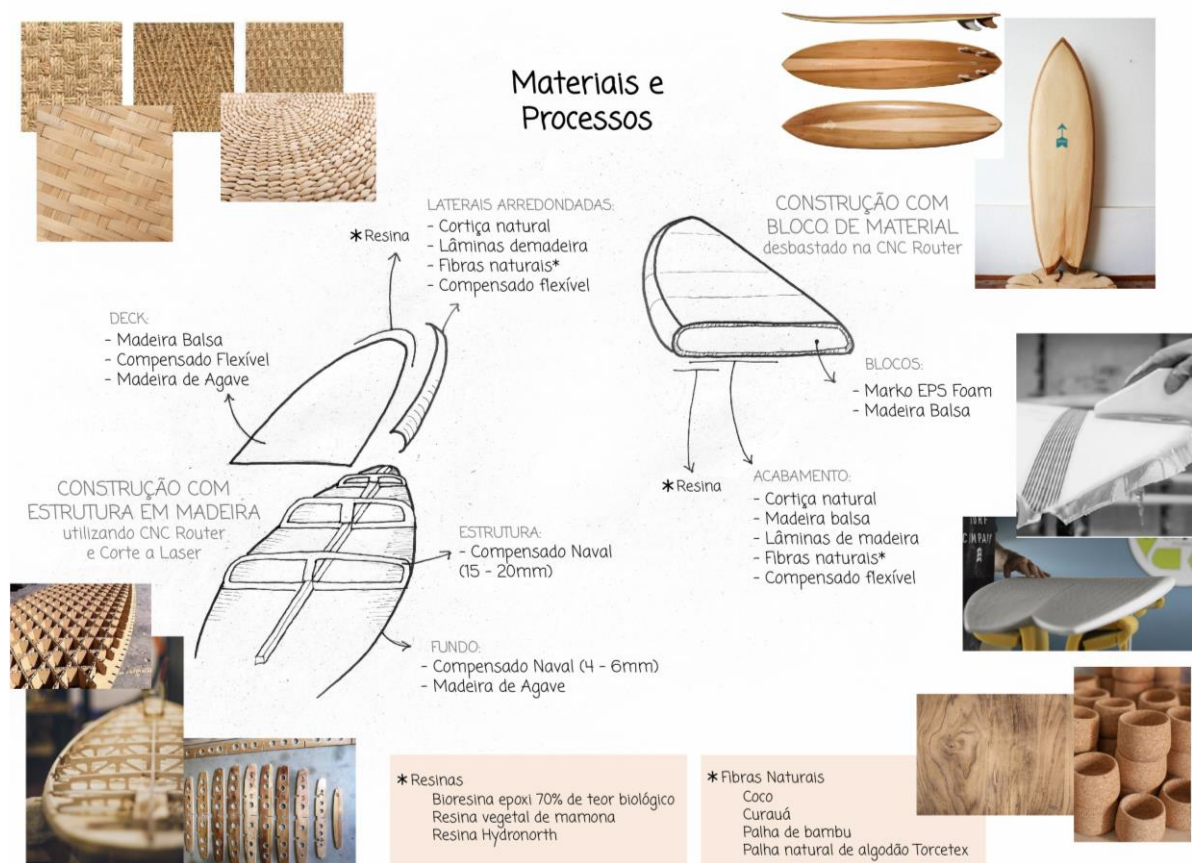 Materiais e
Processos
LATERAIS ARREDONDADAS:
- Cortiça natural
- Lâminas demadeira
- Fibras naturais*
- Compensado flexível
*Resina
DECK:
- Madeira Balsa
- Compensado Flexível
- Madeira de Agave
CONSTRUÇÃO COM
ESTRUTURA EM MADEIRA
utilizando CNC Router
e Corte a Laser
ESTRUTURA:
- Compensado Naval
(15 - 20mm)
FUNDO:
- Compensado Naval (4 - 6mm)
- Madeira de Agave
CONSTRUÇÃO COM
BLOCO DE MATERIAL
desbastado na CNC Router
BLOCOS:
- Marko EPS Foam
- Madeira Balsa
*Resina
ACABAMENTO:
- Cortiça natural
- Madeira balsa
- Lâminas de madeira
- Fibras naturais*
- Compensado flexível
*Resinas
Bioresina epoxi 70% de teor biológico
Resina vegetal de mamona
Resina Hydronorth
*Fibras Naturais
Coco
Curauá
Palha de bambu
Palha natural de algodão Torcetex